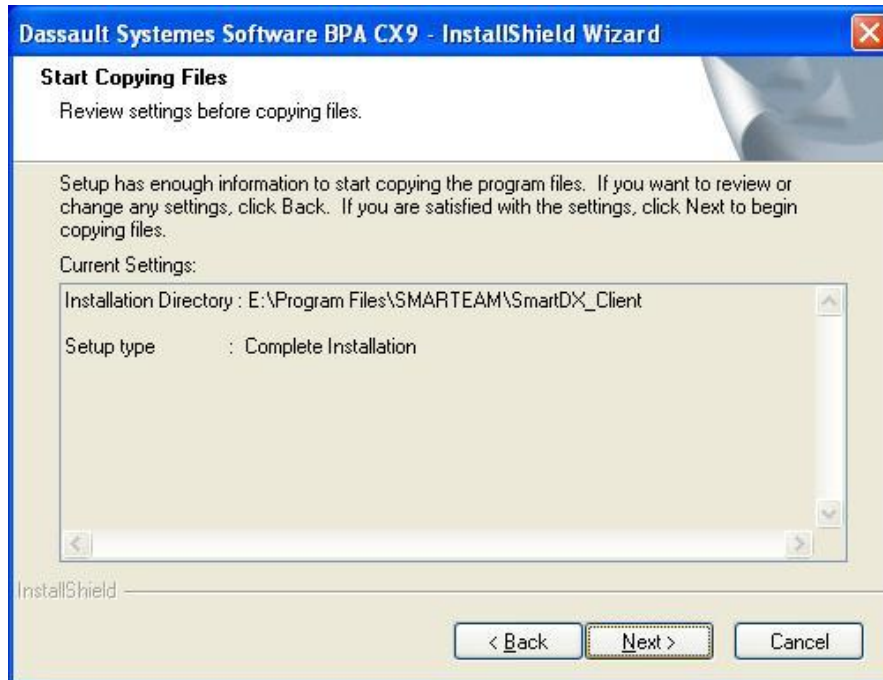 Dassault Systemes Software BPA CX9 - InstallShield Wizard
Start Copying Files
Review settings before copying files.
Setup has enough information to start copying the program files. If you want to review or
change any settings, click Back. If you are satisfied with the settings, click Next to begin
copying files.
Current Settings:
Installation Directory : E:\Program Files\SMARTEAM\SmartDX_Client
Setup type : Complete Installation
InstallShield
< Back Next > Cancel